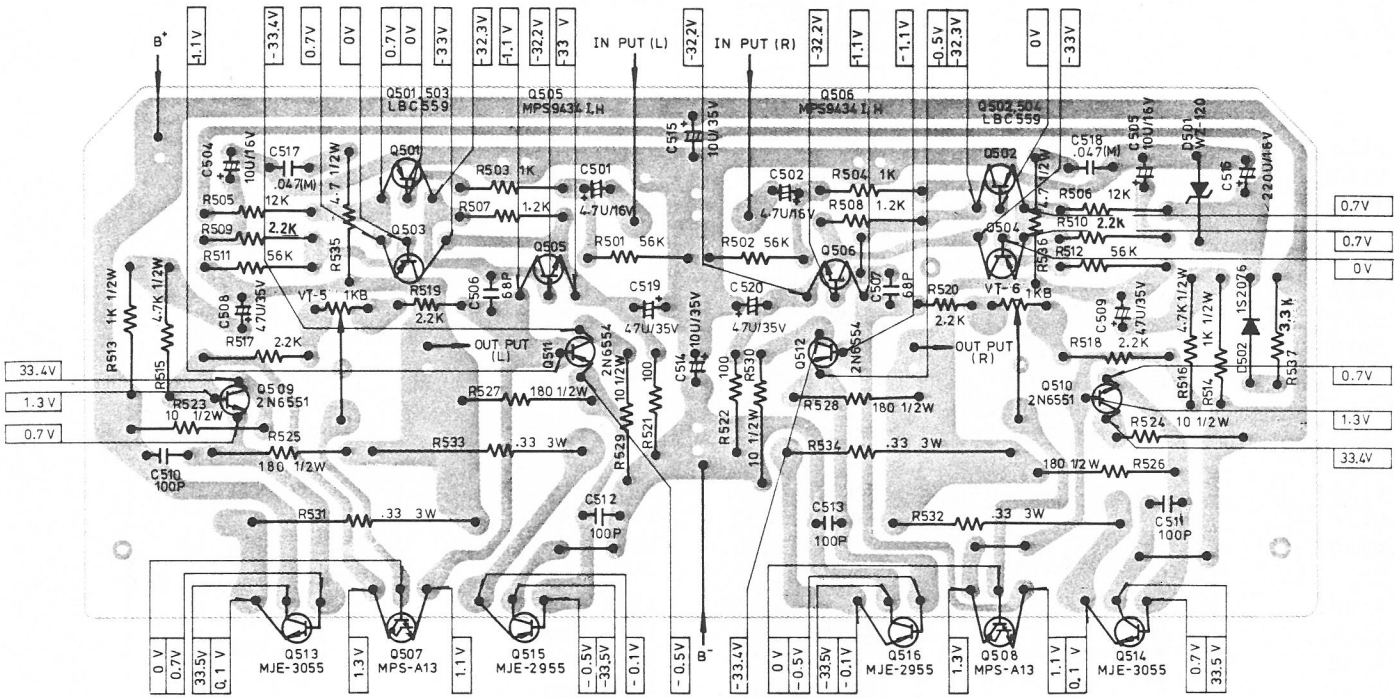 B+
-1.1V
-33.4V
0.7V
0V
0.7V
0V
-33V
-32.3V
-1.1V
-32.2V
-33 V
IN PUT (L)
-32.2V
IN PUT (R)
-32.2V
-1.1V
-1.1V
-0.5V
-32.3V
0V
-33V
Q501,503
LBC559
Q505
MPS9434 I,H
Q506
MPS9434 I,H
Q502,504
LBC559
C504
10U/16V
C517
.047(M)
4.7 1/2W
R535
Q501
R503 1K
C501
4.7U/16V
C515
10U/35V
C502
4.7U/16V
R504 1K
Q502
4.7 1/2W
R536
C518
.047(M)
C505
10U/16V
D501
WZ-120
C516
220U/16V
R505 12K
R507 1.2K
R508 1.2K
R506 12K
0.7V
R509 2.2K
Q503
Q505
R501 56K
R502 56K
Q506
Q504
R510 2.2K
0.7V
R511 56K
R512 56K
0V
R513 1K 1/2W
R515 4.7K 1/2W
C508
47U/35V
VT-5 1KB
R519
2.2K
C506
68P
C519
47U/35V
C520
47U/35V
C507
68P
R520
2.2K
VT-6 1KB
C509
47U/35V
R516 4.7K 1/2W
R514 1K 1/2W
D502 1S2076
R537 3.3K
R517 2.2K
OUT PUT
(L)
Q511
2N6554
10U/35V
C514
Q512
2N6554
OUT PUT
(R)
R518 2.2K
33.4V
1.3V
0.7V
Q509
2N6551
R523
10 1/2W
R527 180 1/2W
R529 10 1/2W
R521 100
R522 100
R530
10 1/2W
R528 180 1/2W
Q510
2N6551
0.7V
1.3V
33.4V
R525
180 1/2W
R533 .33 3W
R534 .33 3W
R524
10 1/2W
180 1/2W R526
C510
100P
R531 .33 3W
C512
100P
C513
100P
R532 .33 3W
C511
100P
B-
0V
0.7V
33.5V
0.1V
Q513
MJE-3055
1.3V
Q507
MPS-A13
1.1V
Q515
MJE-2955
-0.5V
-33.5V
-0.1V
-0.5V
-33.4V
0V
-0.5V
-33.5V
-0.1V
Q516
MJE-2955
1.3V
Q508
MPS-A13
1.1V
0.1V
Q514
MJE-3055
0.7V
33.5V